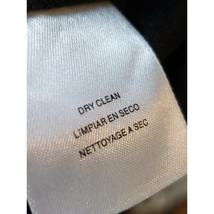 DRY CLEAN
LIMPIAR EN SECO
NETTOYAGE A SEC